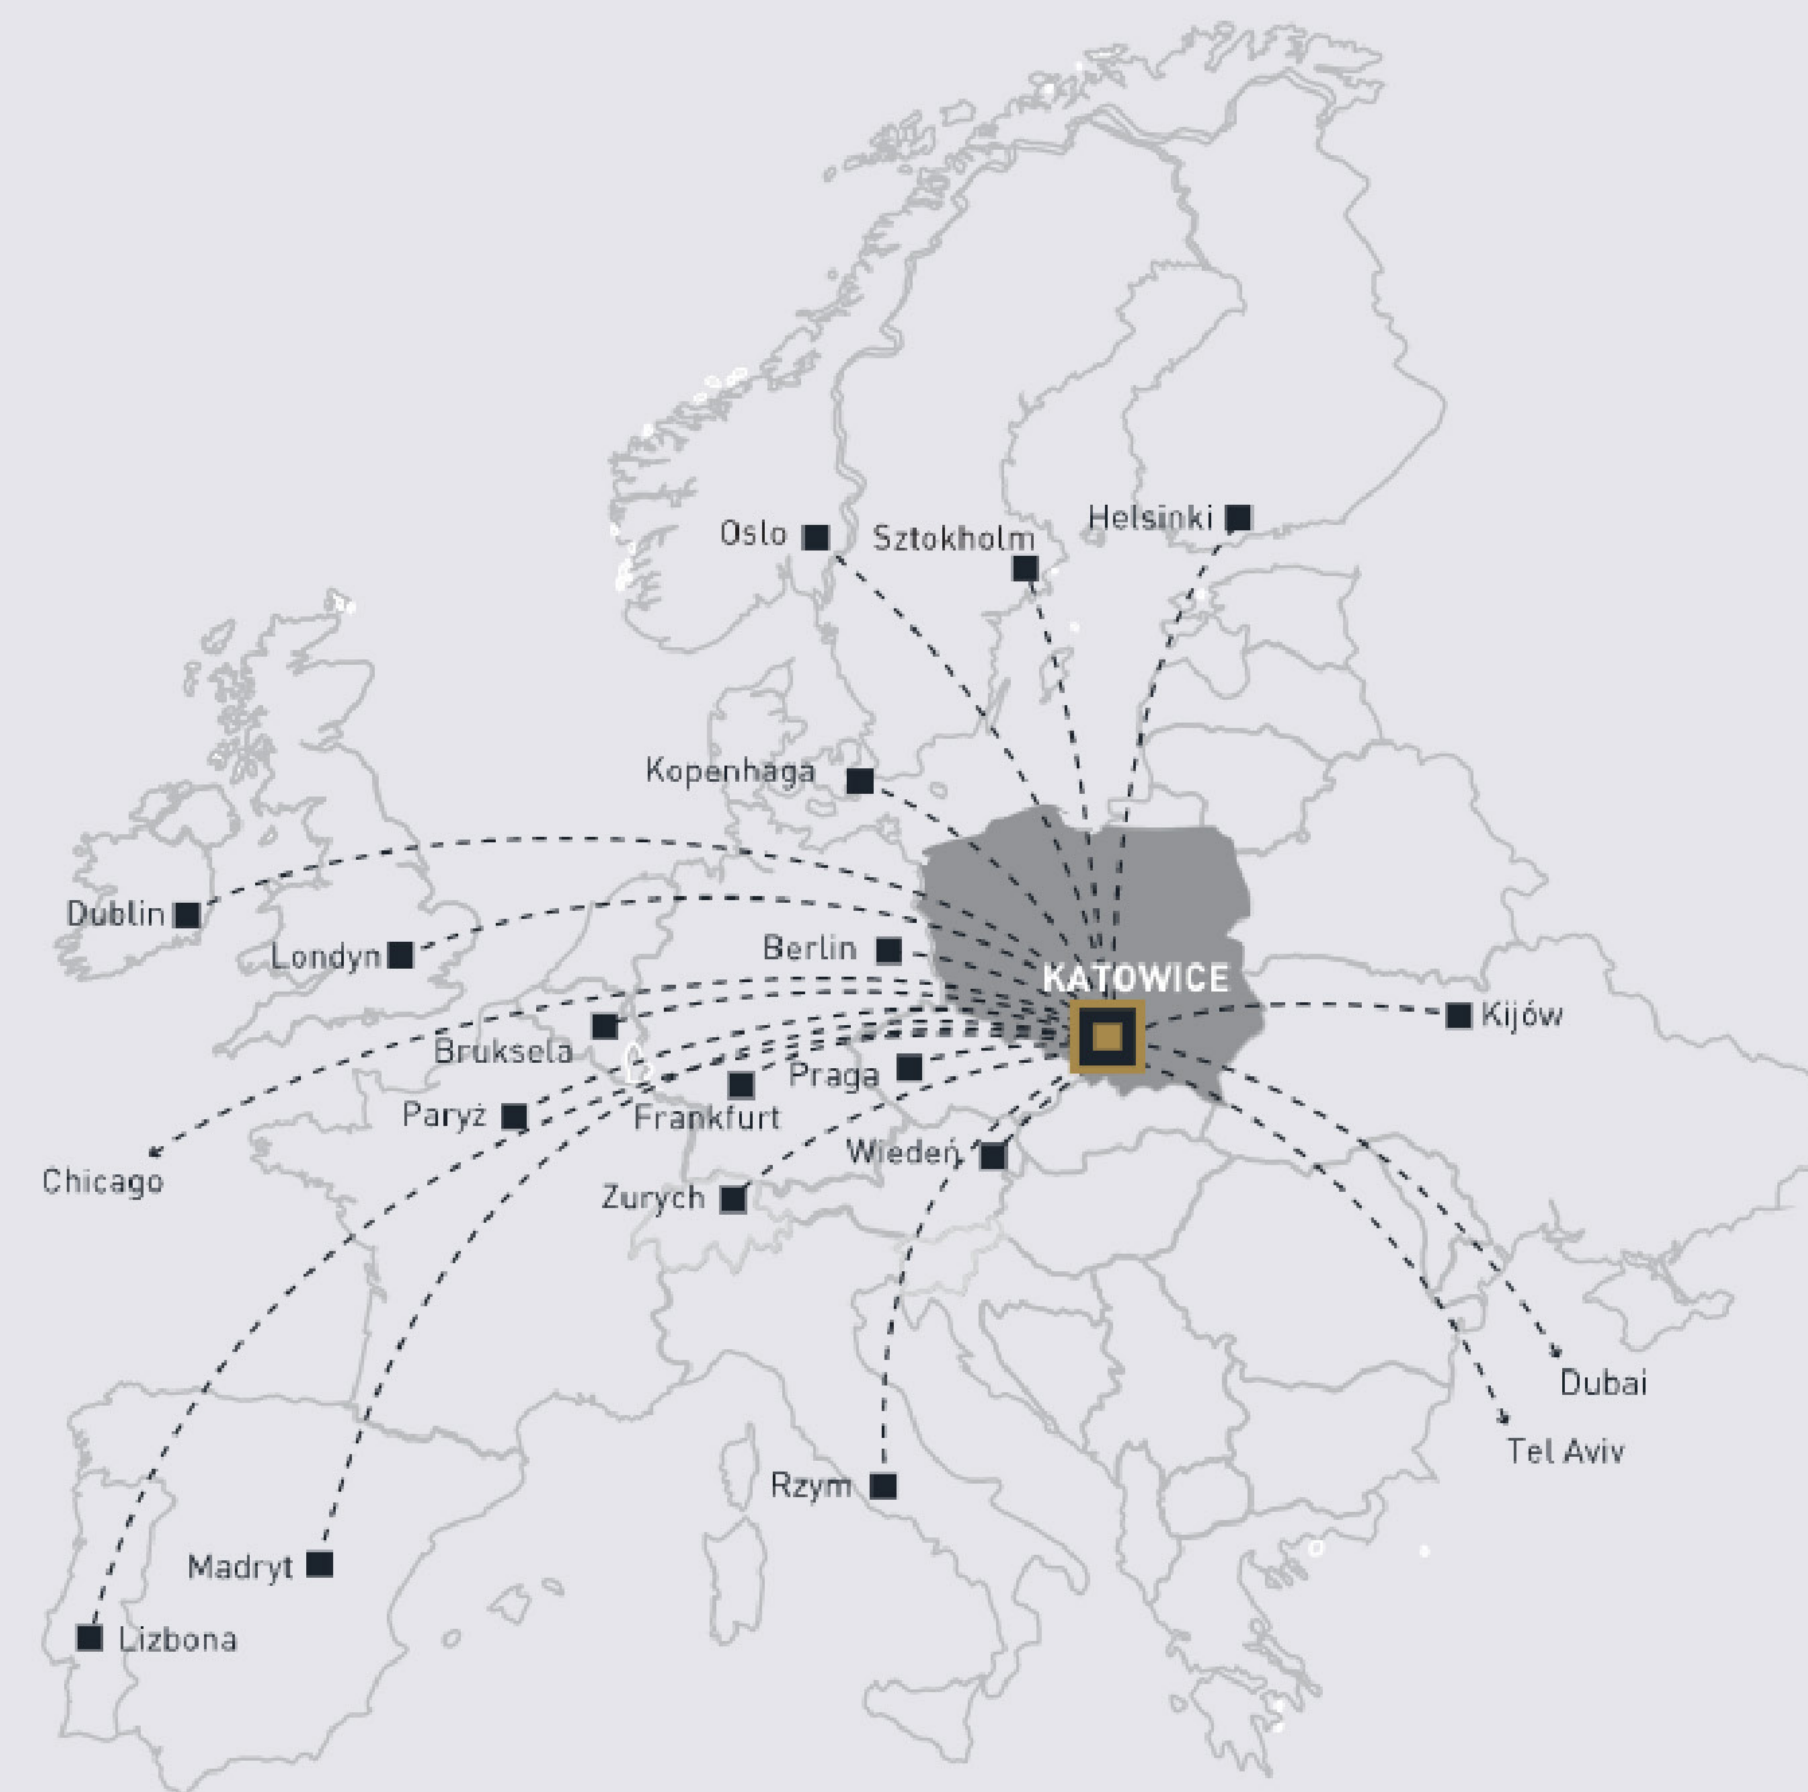 Helsinki
Oslo
Sztokholm
Kopenhaga
Dublin
Londyn
Berlin
KATOWICE
Kijów
Bruksela
Praga
Paryż
Frankfurt
Wiedeń
Chicago
Zurych
Dubai
Tel Aviv
Rzym
Madryt
Lizbona